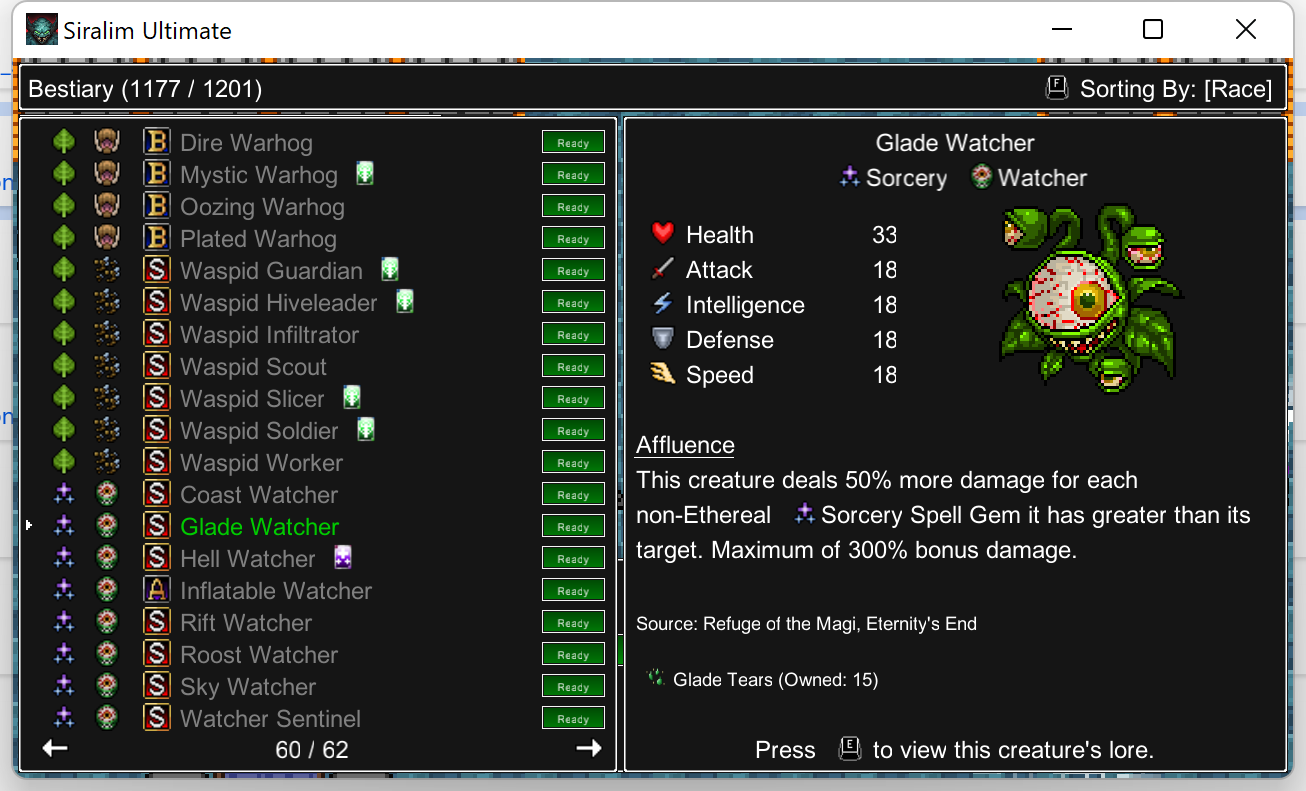 Siralim Ultimate
Bestiary (1177 / 1201)
F Sorting By: [Race]
B Dire Warhog Ready
B Mystic Warhog Ready
B Oozing Warhog Ready
B Plated Warhog Ready
S Waspid Guardian Ready
S Waspid Hiveleader Ready
S Waspid Infiltrator Ready
S Waspid Scout Ready
S Waspid Slicer Ready
S Waspid Soldier Ready
S Waspid Worker Ready
S Coast Watcher Ready
S Glade Watcher Ready
S Hell Watcher Ready
A Inflatable Watcher Ready
S Rift Watcher Ready
S Roost Watcher Ready
S Sky Watcher Ready
S Watcher Sentinel Ready
60 / 62
Glade Watcher
Sorcery Watcher
Health 33
Attack 18
Intelligence 18
Defense 18
Speed 18
Affluence
This creature deals 50% more damage for each
non-Ethereal Sorcery Spell Gem it has greater than its
target. Maximum of 300% bonus damage.
Source: Refuge of the Magi, Eternity's End
Glade Tears (Owned: 15)
Press E to view this creature's lore.